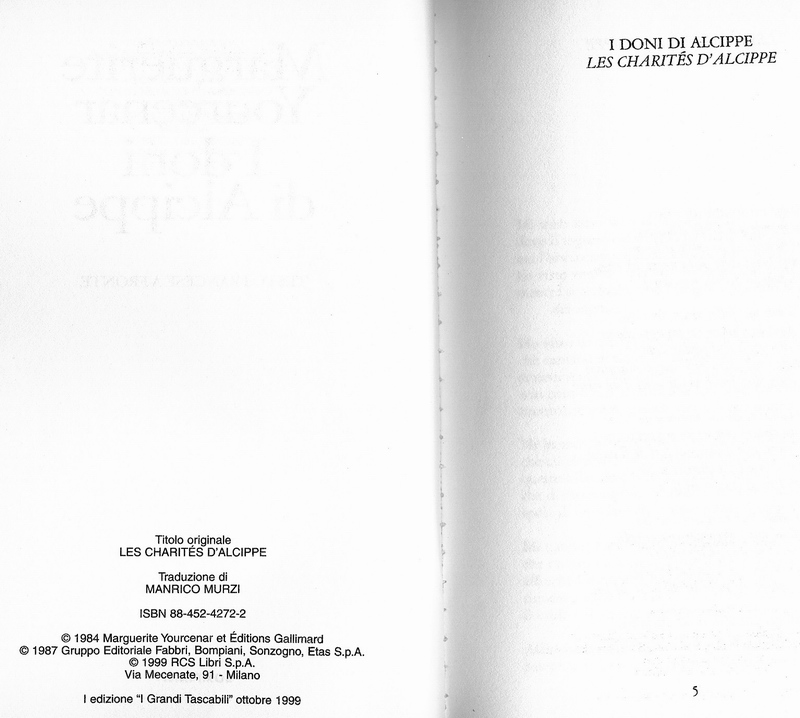 Titolo originale
LES CHARITÉS D'ALCIPPE
Traduzione di
MANRICO MURZI
ISBN 88-452-4272-2
© 1984 Marguerite Yourcenar et Éditions Gallimard
© 1987 Gruppo Editoriale Fabbri, Bompiani, Sonzogno, Etas S.p.A.
© 1999 RCS Libri S.p.A.
Via Mecenate, 91 - Milano
I edizione "I Grandi Tascabili" ottobre 1999
I DONI DI ALCIPPE
LES CHARITÉS D'ALCIPPE
5